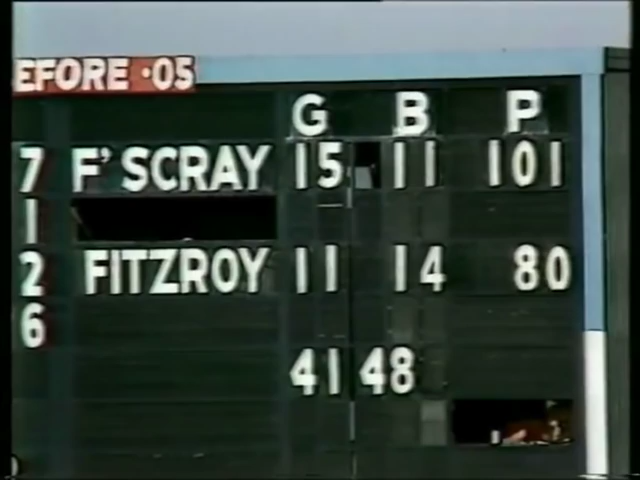 EFORE ·05
G B P
7 F'SCRAY 15 11 101
1
2 FITZROY 11 14 80
6
41 48